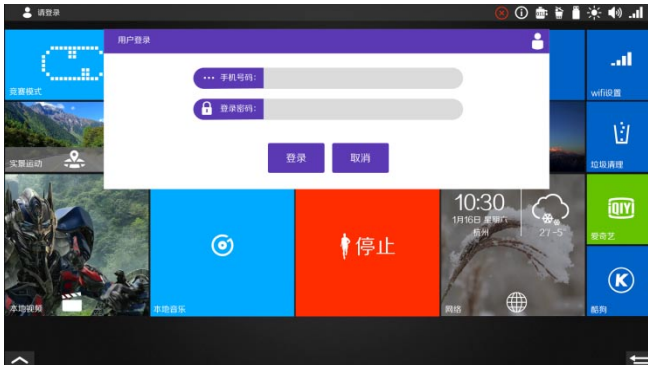 请登录
用户登录
手机号码:
登录密码:
登录
取消
竞赛模式
wifi设置
实景运动
垃圾清理
停止
10:30
1月16日 星期六
杭州
27~5°
iQIYI
爱奇艺
K
本地视频
本地音乐
网络
酷狗